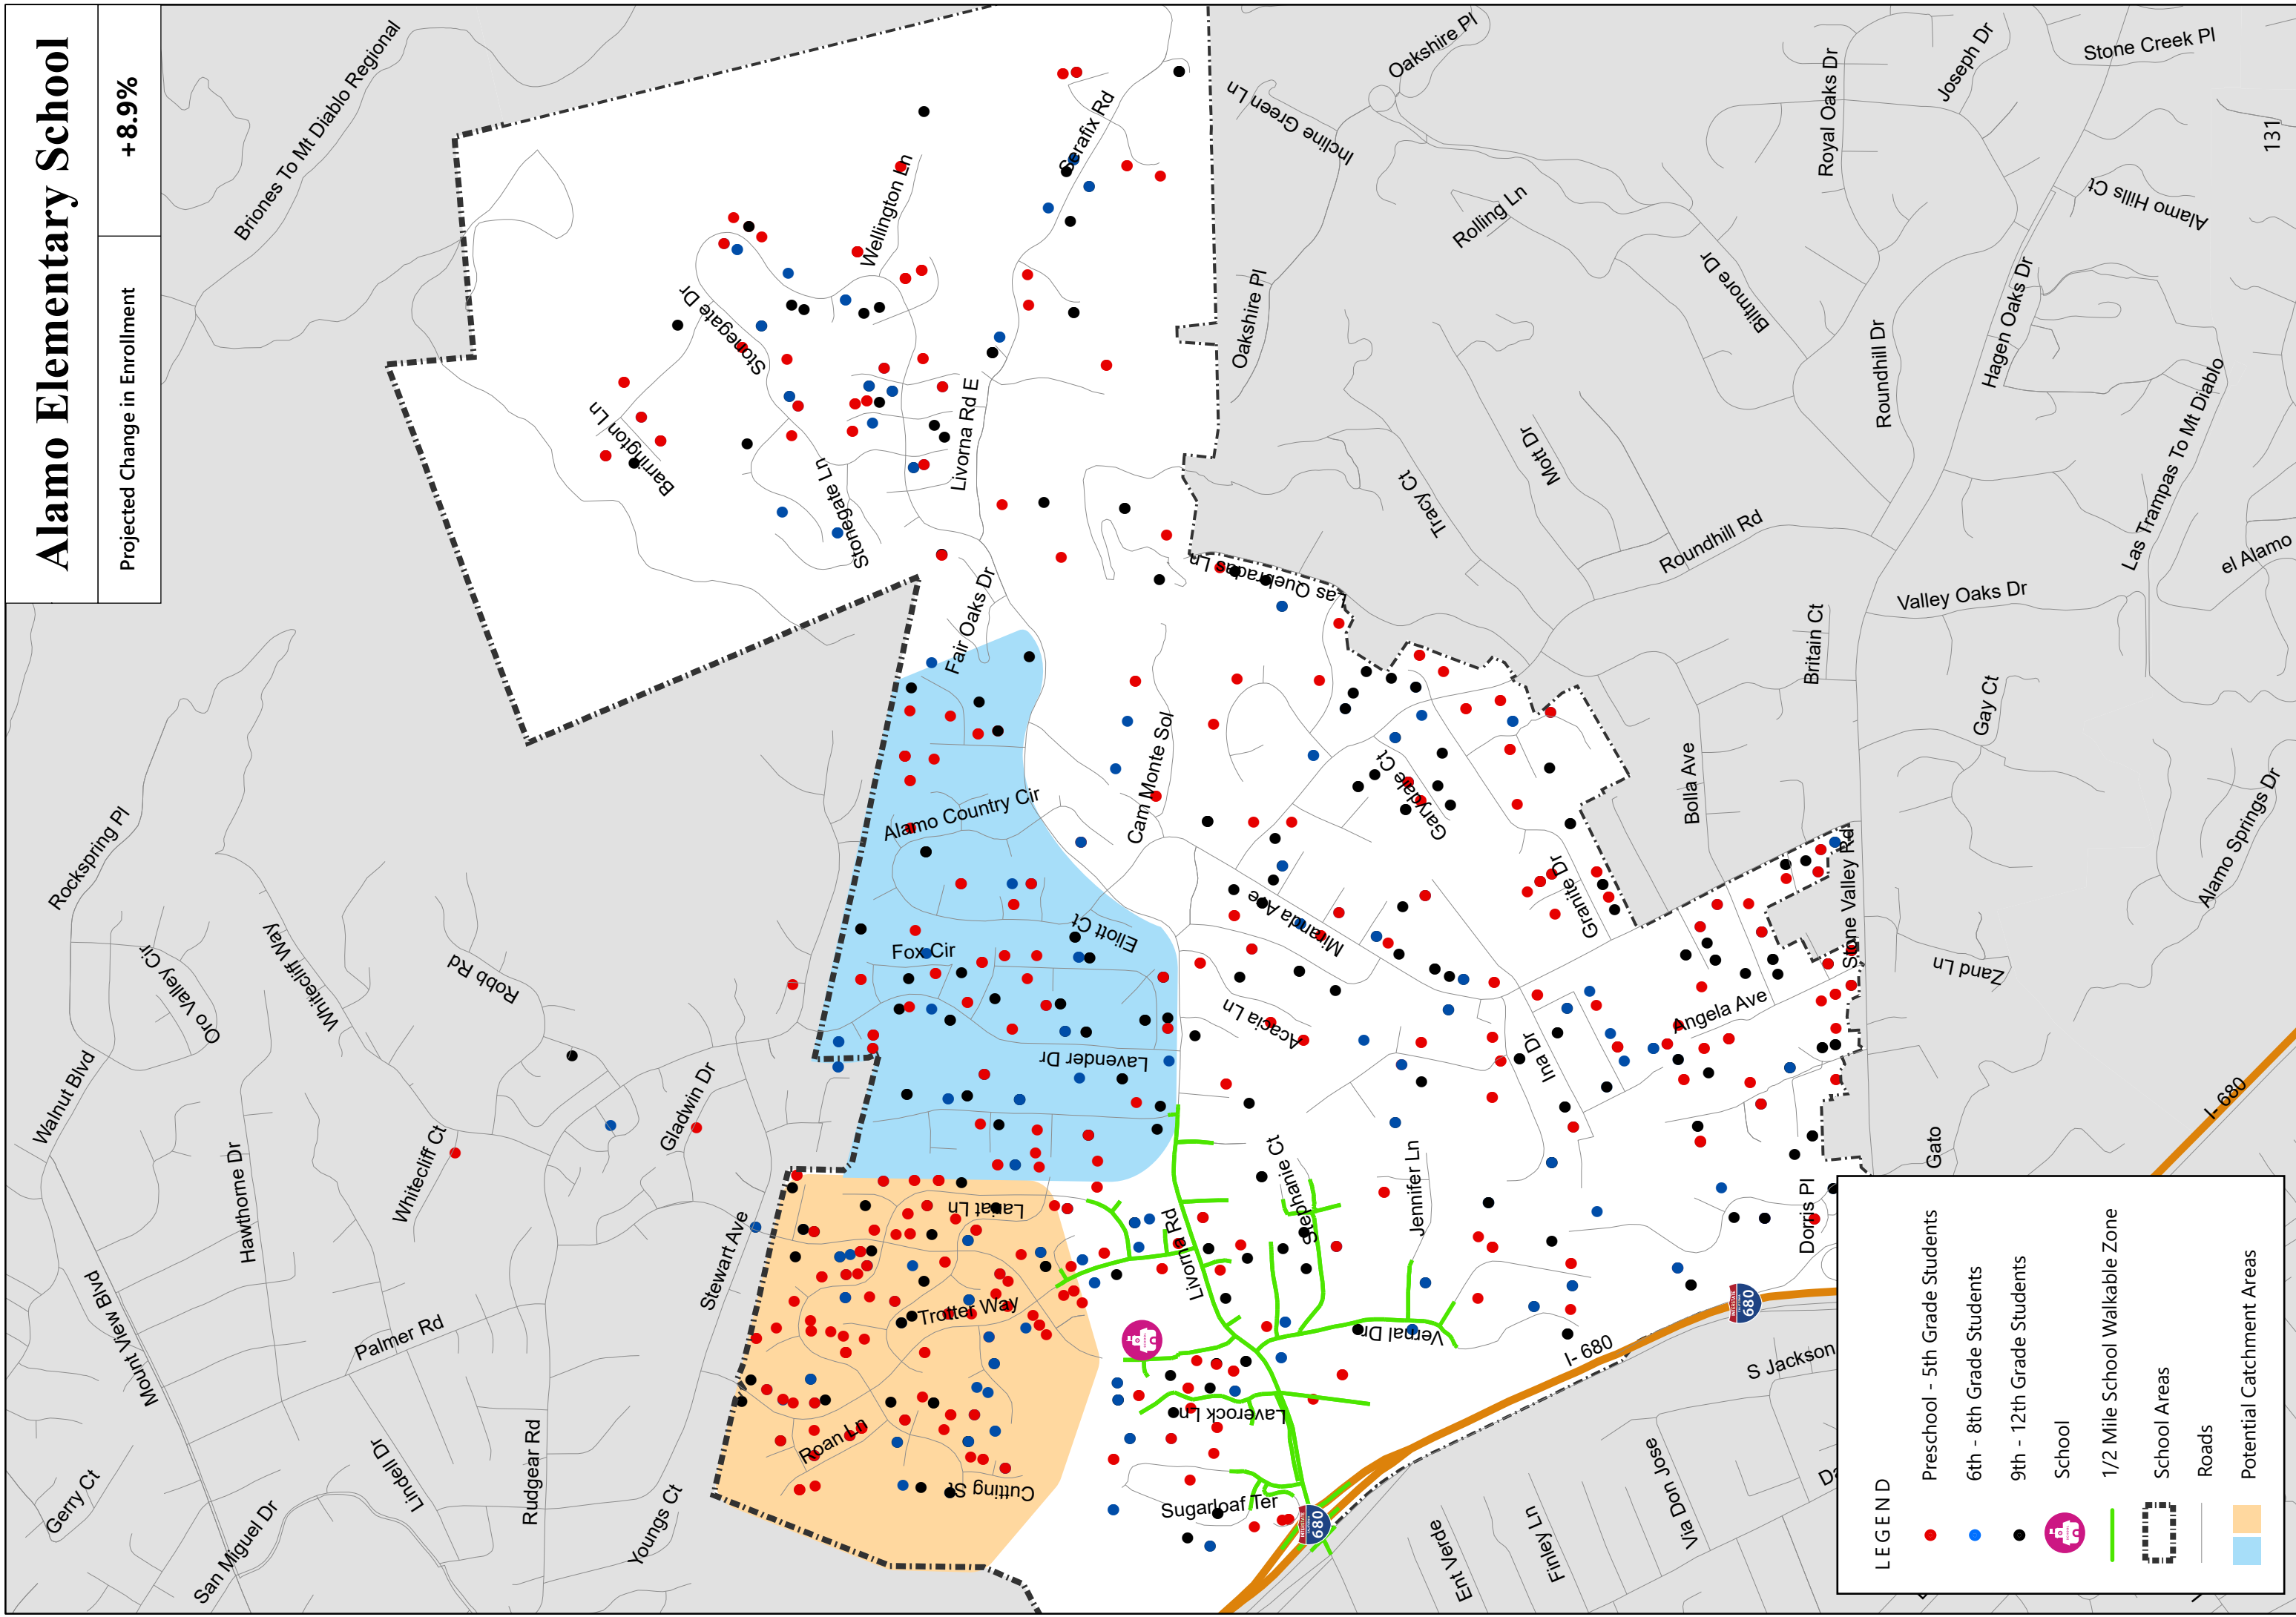 Alamo Elementary School
Projected Change in Enrollment
+8.9%
Briones To Mt Diablo Regional
Rockspring Pl
Oro Valley Cir
Whitecliff Way
Robb Rd
Walnut Blvd
Hawthorne Dr
Whitecliff Ct
Gladwin Dr
Mount View Blvd
Palmer Rd
Stewart Ave
Gerry Ct
San Miguel Dr
Lindell Dr
Rudgear Rd
Youngs Ct
Barrington Ln
Stonegate Dr
Stonegate Ln
Wellington Ln
Livorna Rd E
Serafix Rd
Fair Oaks Dr
Alamo Country Cir
Fox Cir
Eliott Ct
Lavender Dr
Lariat Ln
Trotter Way
Roan Ln
Cutting St
Cam Monte Sol
Las Quebradas Ln
Garydale Ct
Miranda Ave
Granite Dr
Acacia Ln
Ina Dr
Angela Ave
Stephanie Ct
Jennifer Ln
Livorna Rd
Vernal Dr
Laverock Ln
Sugarloaf Ter
Dorris Pl
Stone Valley Rd
Oakshire Pl
Incline Green Ln
Oakshire Pl
Rolling Ln
Biltmore Dr
Royal Oaks Dr
Joseph Dr
Stone Creek Pl
131
Alamo Hills Ct
Hagen Oaks Dr
Roundhill Dr
Mott Dr
Tracy Ct
Roundhill Rd
Las Trampas To Mt Diablo
el Alamo
Valley Oaks Dr
Britain Ct
Gay Ct
Bolla Ave
Alamo Springs Dr
Zand Ln
Gato
I- 680
I- 680
680
680
S Jackson
Via Don Jose
Finley Ln
Ent Verde
Da
LEGEND
Preschool - 5th Grade Students
6th - 8th Grade Students
9th - 12th Grade Students
School
1/2 Mile School Walkable Zone
School Areas
Roads
Potential Catchment Areas